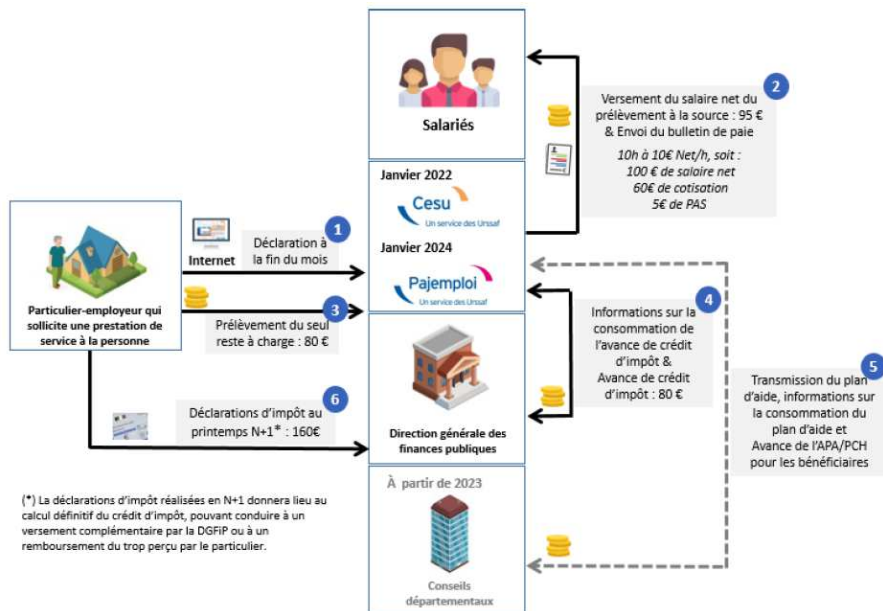 Salariés
2
Versement du salaire net du
prélèvement à la source : 95 €
& Envoi du bulletin de paie
10h à 10€ Net/h, soit :
100 € de salaire net
60€ de cotisation
5€ de PAS
Janvier 2022
Cesu
Un service des Urssaf
Janvier 2024
Pajemploi
Un service des Urssaf
1
Internet
Déclaration à
la fin du mois
Particulier-employeur qui
sollicite une prestation de
service à la personne
3
Prélèvement du seul
reste à charge : 80 €
4
Informations sur la
consommation de
l'avance de crédit
d'impôt &
Avance de crédit
d'impôt : 80 €
5
Transmission du plan
d'aide, informations sur
la consommation du
plan d'aide et
Avance de l'APA/PCH
pour les bénéficiaires
6
Déclarations d'impôt au
printemps N+1* : 160€
Direction générale des
finances publiques
À partir de 2023
Conseils
départementaux
(*) La déclarations d'impôt réalisées en N+1 donnera lieu au
calcul définitif du crédit d'impôt, pouvant conduire à un
versement complémentaire par la DGFiP ou à un
remboursement du trop perçu par le particulier.